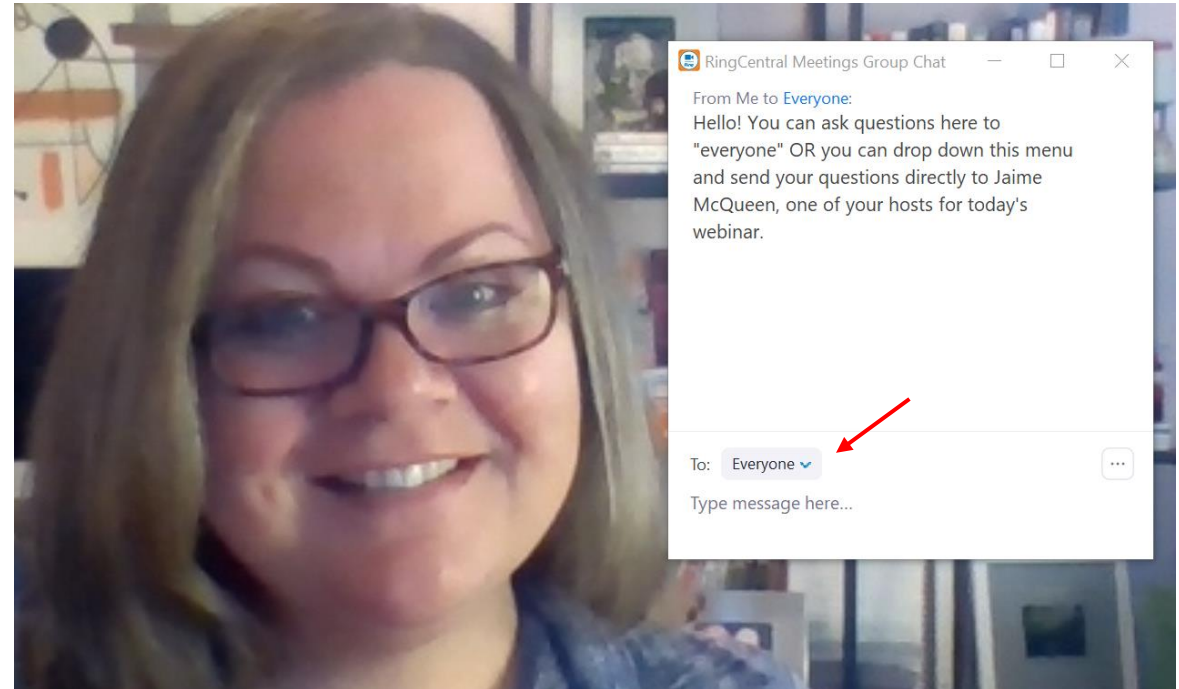 RingCentral Meetings Group Chat
From Me to Everyone:
Hello! You can ask questions here to
"everyone" OR you can drop down this menu
and send your questions directly to Jaime
McQueen, one of your hosts for today's
webinar.
To: Everyone
Type message here...